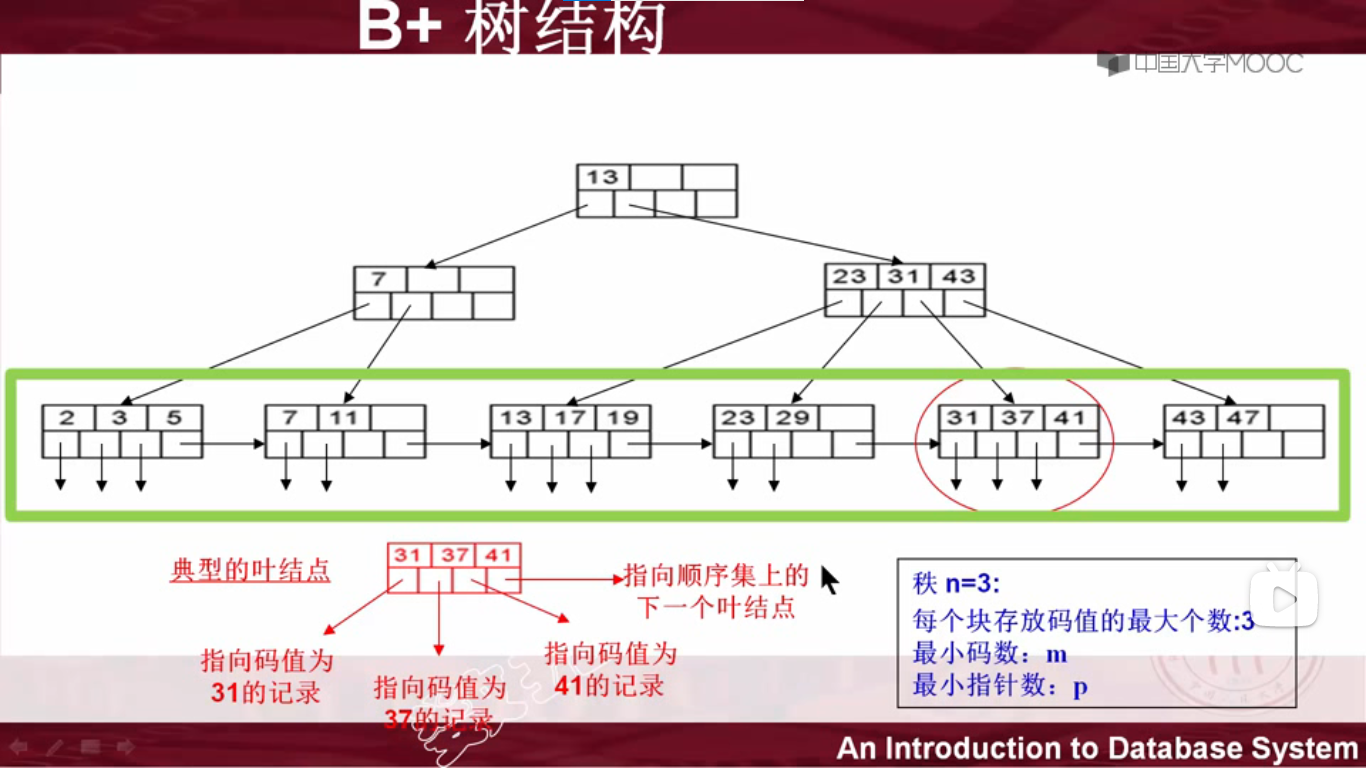 B+ 树结构
中国大学MOOC
13
7
23 31 43
2 3 5
7 11
13 17 19
23 29
31 37 41
43 47
典型的叶结点
31 37 41
指向顺序集上的
下一个叶结点
指向码值为
31的记录
指向码值为
37的记录
指向码值为
41的记录
秩 n=3:
每个块存放码值的最大个数:3
最小码数：m
最小指针数：p
An Introduction to Database System